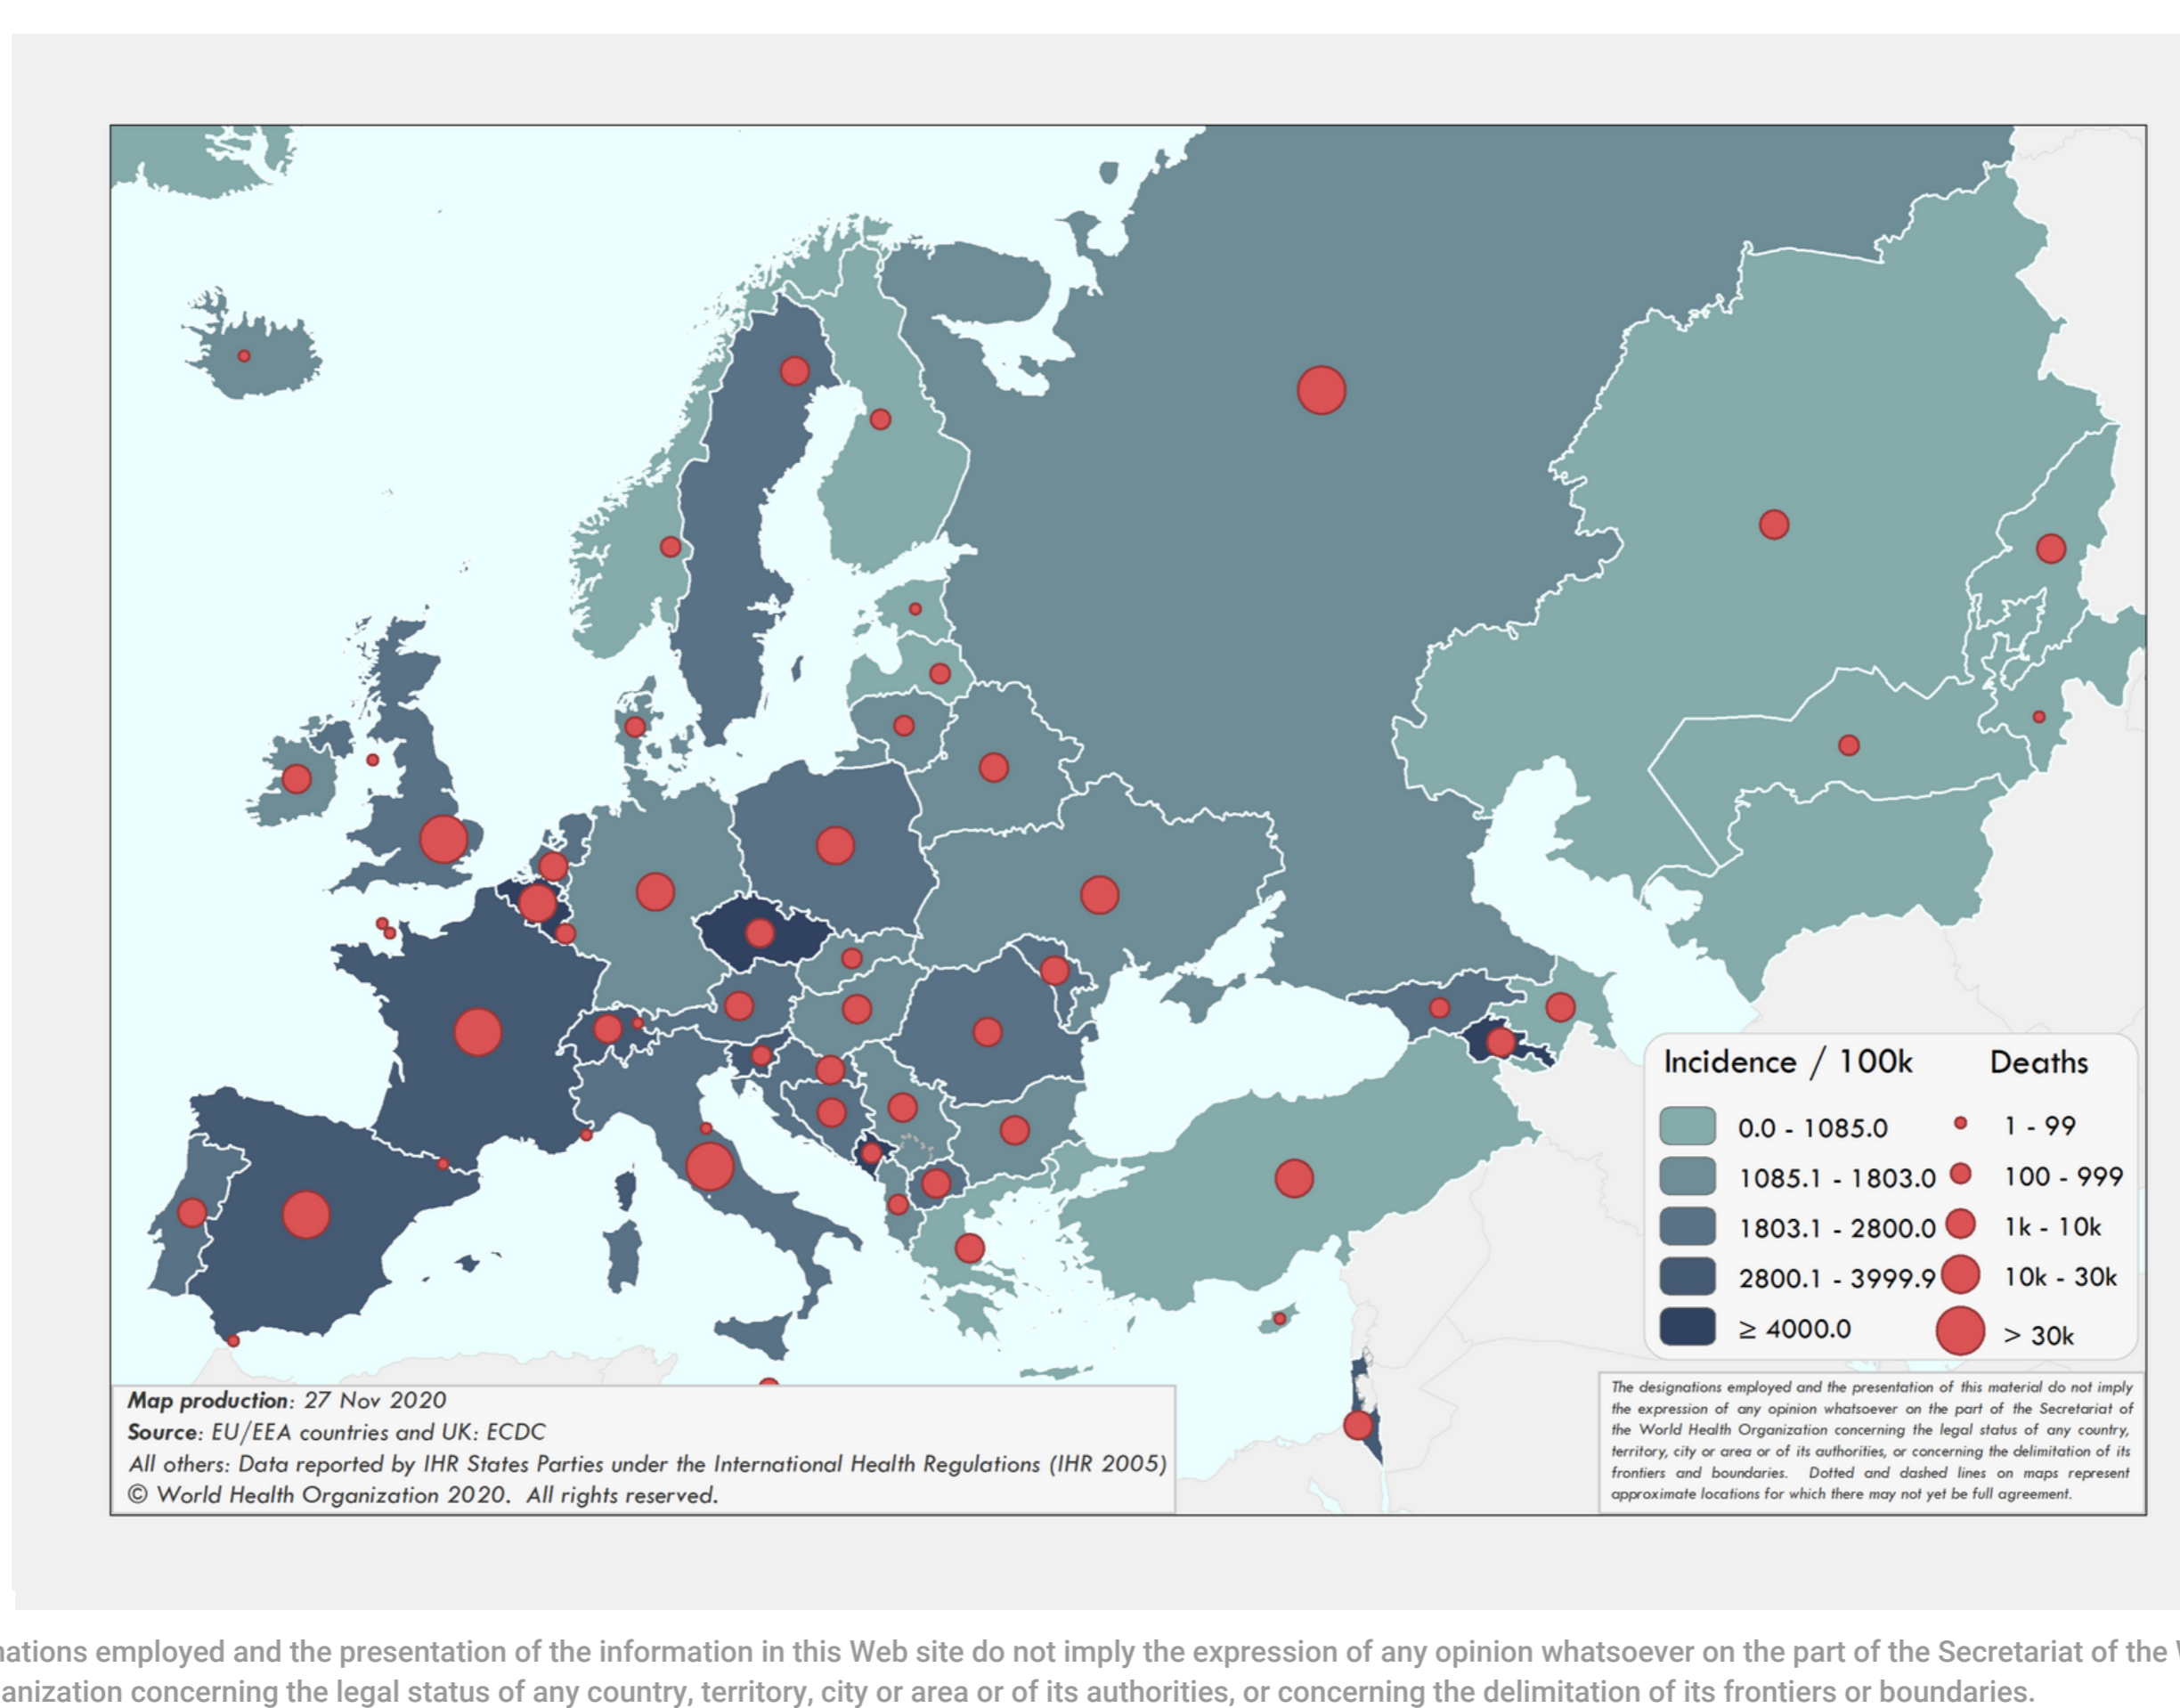 Incidence / 100k Deaths
0.0 - 1085.0 1 - 99
1085.1 - 1803.0 100 - 999
1803.1 - 2800.0 1k - 10k
2800.1 - 3999.9 10k - 30k
≥ 4000.0 > 30k
Map production: 27 Nov 2020
Source: EU/EEA countries and UK: ECDC
All others: Data reported by IHR States Parties under the International Health Regulations (IHR 2005)
© World Health Organization 2020. All rights reserved.
The designations employed and the presentation of this material do not imply
the expression of any opinion whatsoever on the part of the Secretariat of
the World Health Organization concerning the legal status of any country,
territory, city or area or of its authorities, or concerning the delimitation of its
frontiers and boundaries. Dotted and dashed lines on maps represent
approximate locations for which there may not yet be full agreement.
nations employed and the presentation of the information in this Web site do not imply the expression of any opinion whatsoever on the part of the Secretariat of the
anization concerning the legal status of any country, territory, city or area or of its authorities, or concerning the delimitation of its frontiers or boundaries.